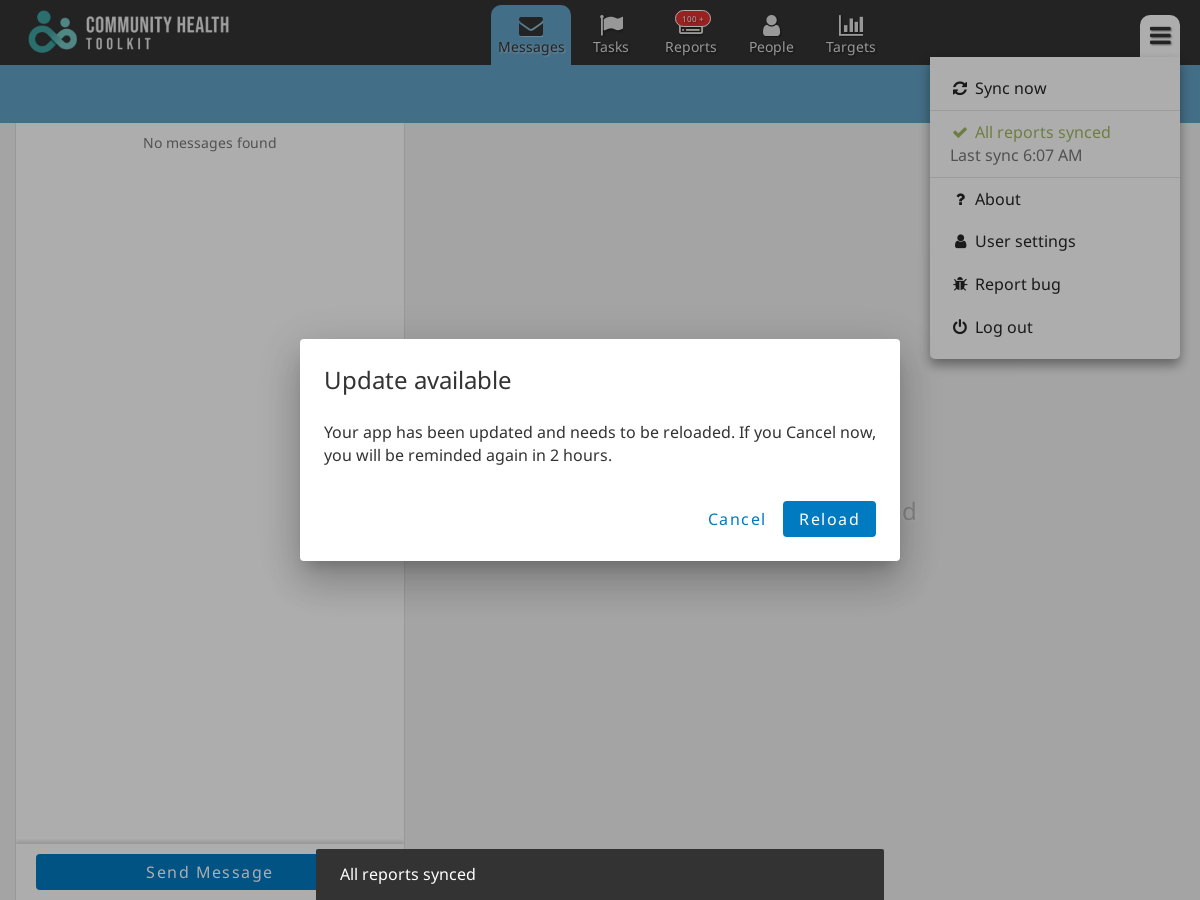 COMMUNITY HEALTH
TOOLKIT
Messages
Tasks
100 +
Reports
People
Targets
Sync now
All reports synced
Last sync 6:07 AM
? About
User settings
Report bug
Log out
No messages found
Update available
Your app has been updated and needs to be reloaded. If you Cancel now,
you will be reminded again in 2 hours.
Cancel
Reload
Send Message
All reports synced